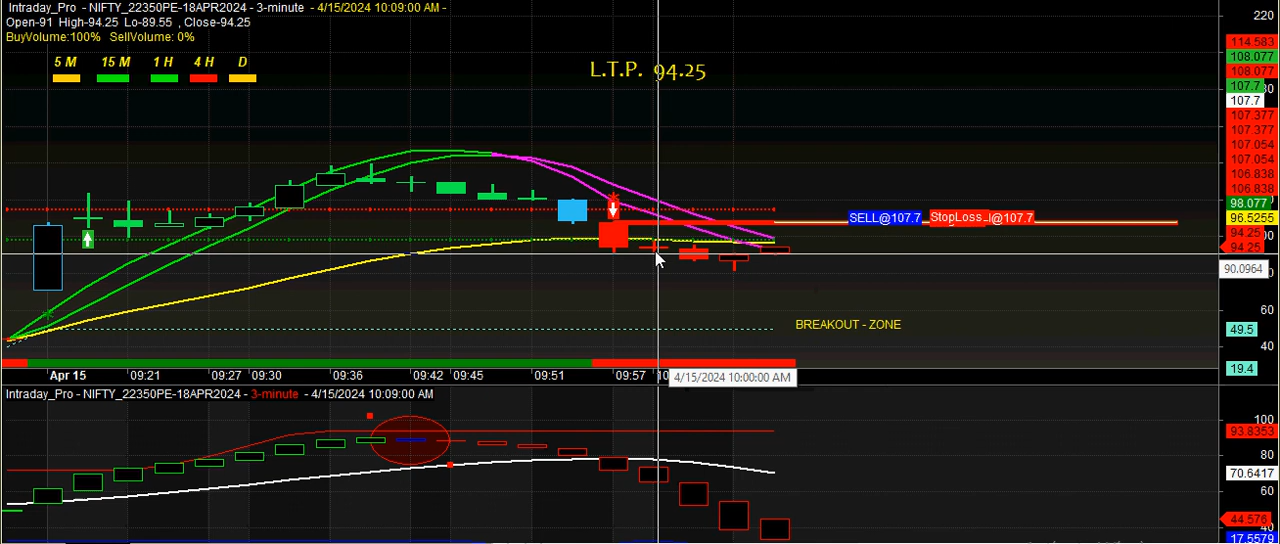 Intraday_Pro - NIFTY_22350PE-18APR2024 - 3-minute - 4/15/2024 10:09:00 AM -
Open-91 High-94.25 Lo-89.55 , Close-94.25
BuyVolume:100% SellVolume: 0%
5 M 15 M 1 H 4 H D
L.T.P. 94.25
220
114.583
108.077
108.077
107.7
107.7
107.377
107.377
107.054
107.054
106.838
106.838
98.077
96.5255
94.25
94.25
90.0964
60
49.5
40
19.4
SELL@107.7
StopLoss
@107.7
BREAKOUT - ZONE
Apr 15 09:21 09:27 09:30 09:36 09:42 09:45 09:51 09:57
4/15/2024 10:00:00 AM
Intraday_Pro - NIFTY_22350PE-18APR2024 - 3-minute - 4/15/2024 10:09:00 AM
100
93.8353
80
70.6417
60
44.576
40
17.5579